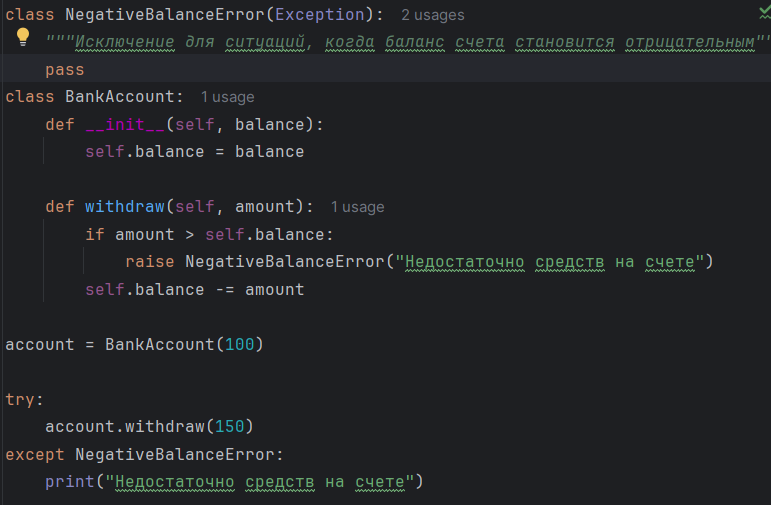 class NegativeBalanceError(Exception): 2 usages
"""Исключение для ситуаций, когда баланс счета становится отрицательным""
pass
class BankAccount: 1 usage
def __init__(self, balance):
self.balance = balance
def withdraw(self, amount): 1 usage
if amount > self.balance:
raise NegativeBalanceError("Недостаточно средств на счете")
self.balance -= amount
account = BankAccount(100)
try:
account.withdraw(150)
except NegativeBalanceError:
print("Недостаточно средств на счете")